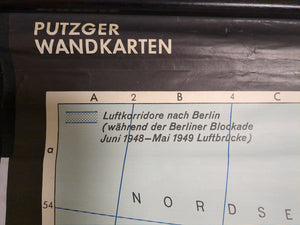 PUTZGER
WANDKARTEN
A 2 B 4 C
Luftkorridore nach Berlin
(während der Berliner Blockade
Juni 1948–Mai 1949 Luftbrücke)
a
54
N O R D S E